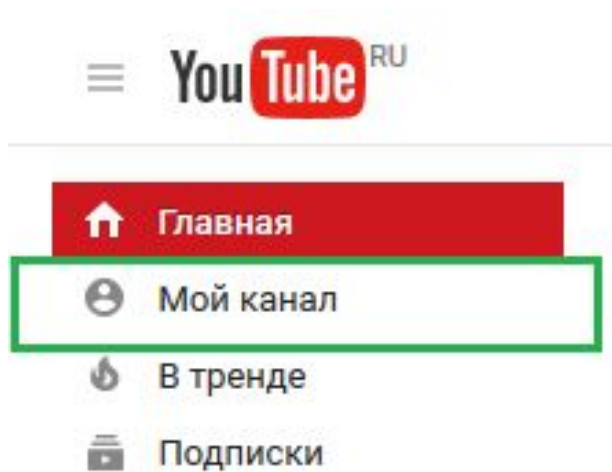 YouTube RU
Главная
Мой канал
В тренде
Подписки